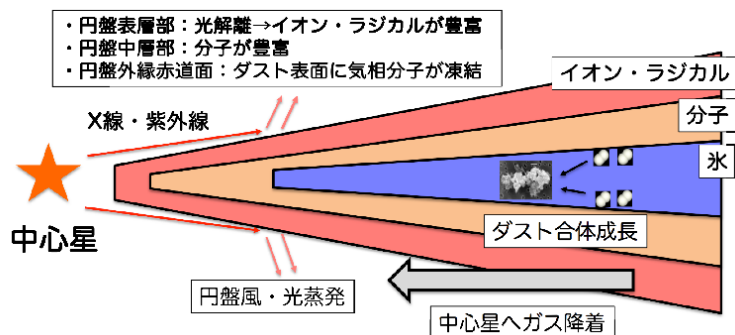 ・円盤表層部：光解離→イオン・ラジカルが豊富
・円盤中層部：分子が豊富
・円盤外縁赤道面：ダスト表面に気相分子が凍結
イオン・ラジカル
X線・紫外線
分子
氷
中心星
ダスト合体成長
円盤風・光蒸発
中心星へガス降着